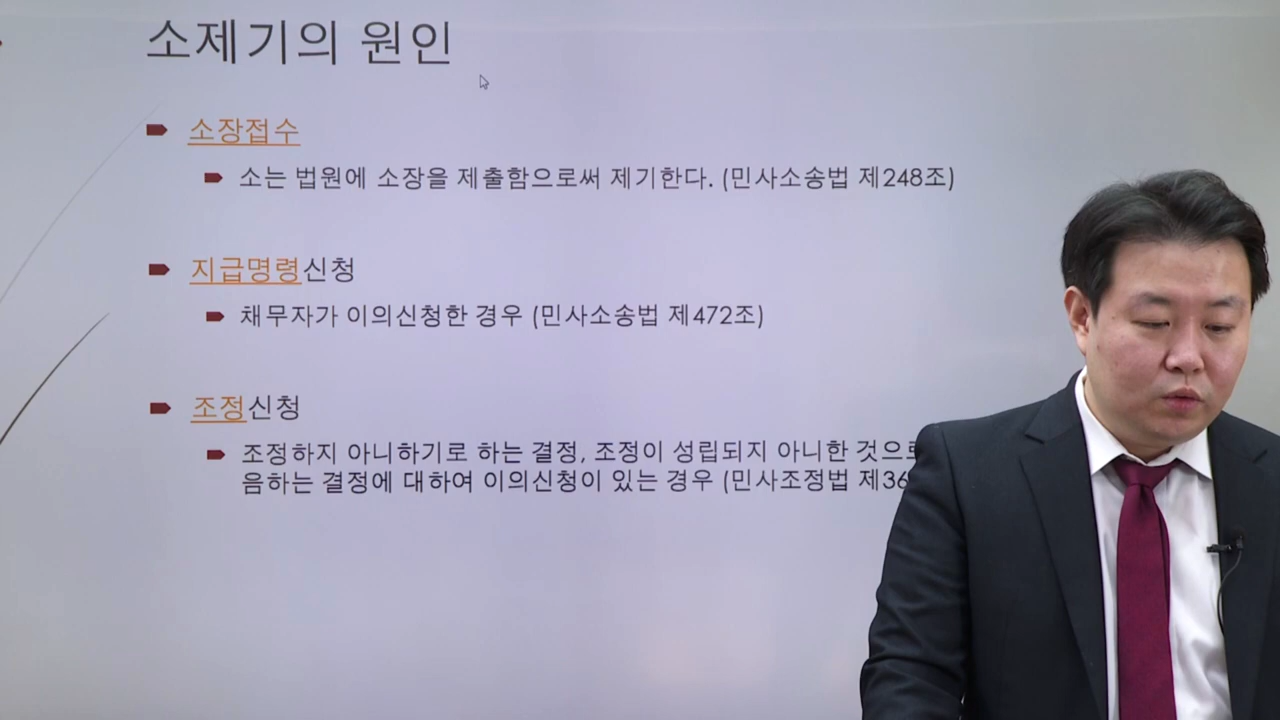 소제기의 원인
소장접수
소는 법원에 소장을 제출함으로써 제기한다. (민사소송법 제248조)
지급명령신청
채무자가 이의신청한 경우 (민사소송법 제472조)
조정신청
조정하지 아니하기로 하는 결정, 조정이 성립되지 아니한 것으로
음하는 결정에 대하여 이의신청이 있는 경우 (민사조정법 제36